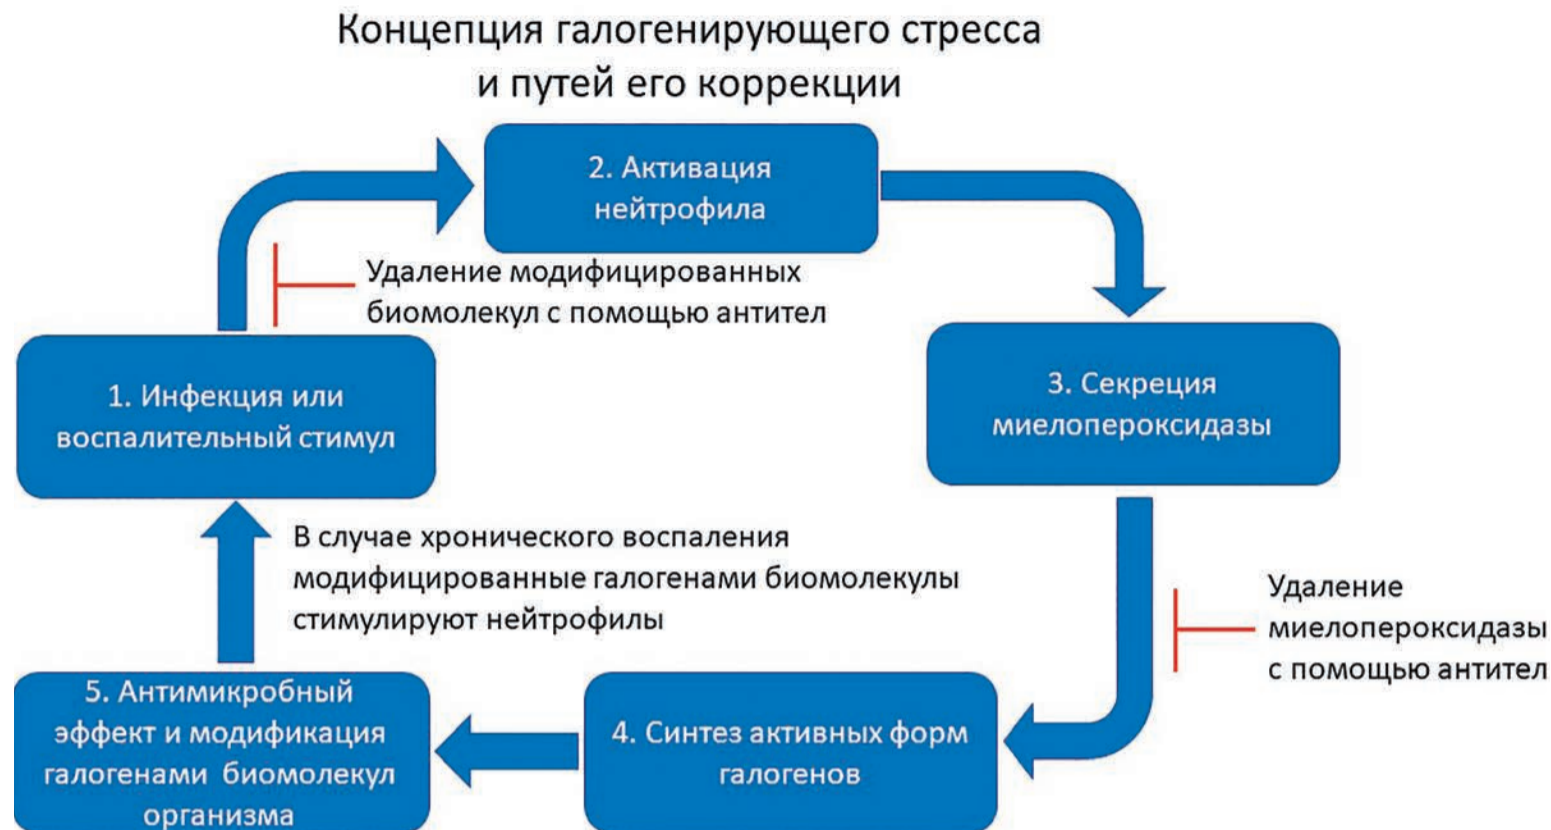 Концепция галогенирующего стресса
и путей его коррекции
2. Активация
нейтрофила
Удаление модифицированных
биомолекул с помощью антител
1. Инфекция или
воспалительный стимул
3. Секреция
миелопероксидазы
В случае хронического воспаления
модифицированные галогенами биомолекулы
стимулируют нейтрофилы
Удаление
миелопероксидазы
с помощью антител
5. Антимикробный
эффект и модификация
галогенами биомолекул
организма
4. Синтез активных форм
галогенов